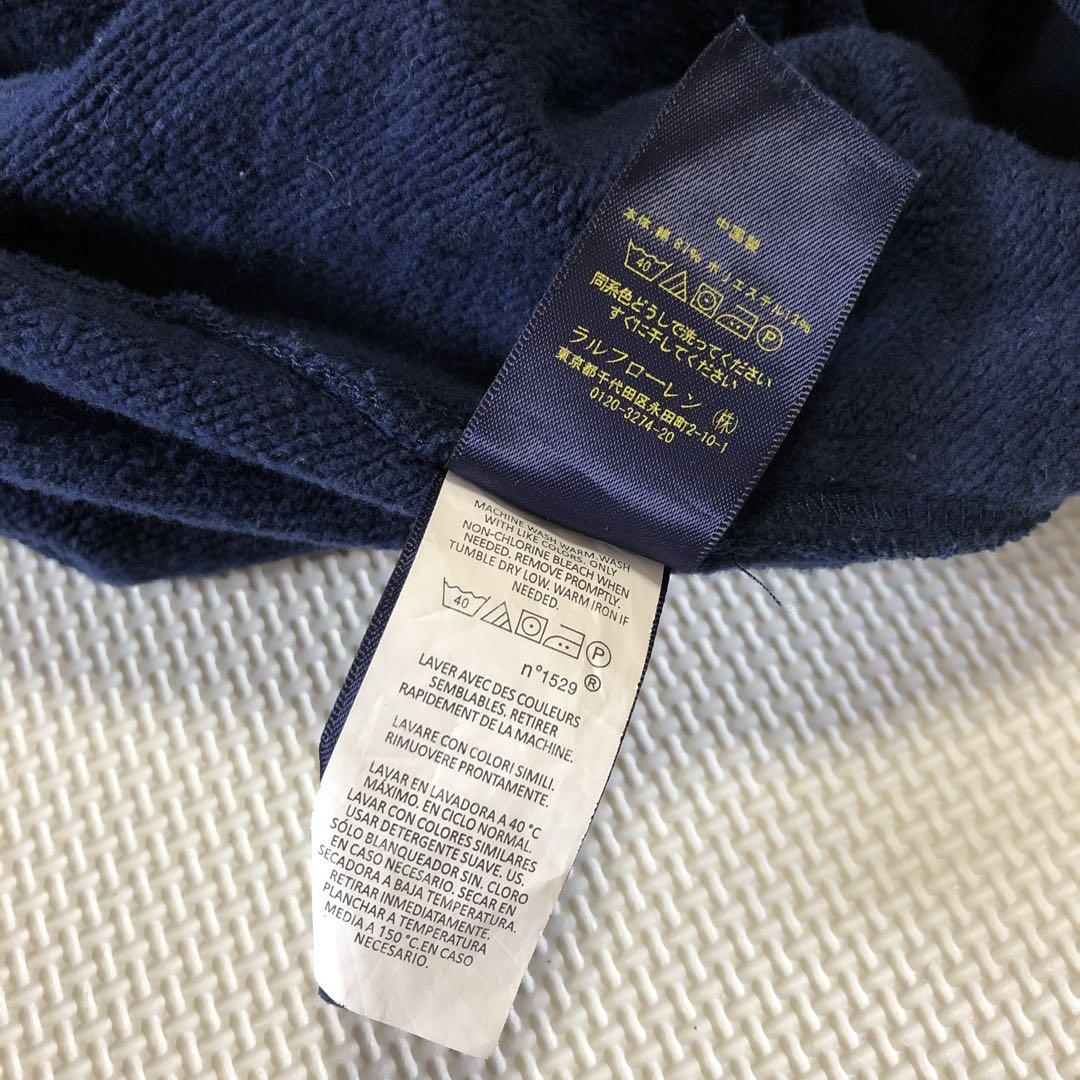 中国製
本体 綿 81% ポリエステル19%
40 P
同系色どうしで洗ってください
すぐに干してください
ラルフローレン (株)
東京都千代田区永田町2-10-1
0120-3274-20
MACHINE WASH WARM. WASH
WITH LIKE COLORS. ONLY
NON-CHLORINE BLEACH WHEN
NEEDED. REMOVE PROMPTLY.
TUMBLE DRY LOW. WARM IRON IF
NEEDED.
40 P
n°1529 ®
LAVER AVEC DES COULEURS
SEMBLABLES. RETIRER
RAPIDEMENT DE LA MACHINE.
LAVARE CON COLORI SIMILI.
RIMUOVERE PRONTAMENTE.
LAVAR EN LAVADORA A 40 °C
MÁXIMO. EN CICLO NORMAL.
LAVAR CON COLORES SIMILARES
USAR DETERGENTE SUAVE. US.
SÓLO BLANQUEADOR SIN. CLORO
EN CASO NECESARIO. SECAR EN
SECADORA A BAJA TEMPERATURA.
RETIRAR INMEDIATAMENTE.
PLANCHAR A TEMPERATURA
MEDIA A 150 °C. EN CASO
NECESARIO.